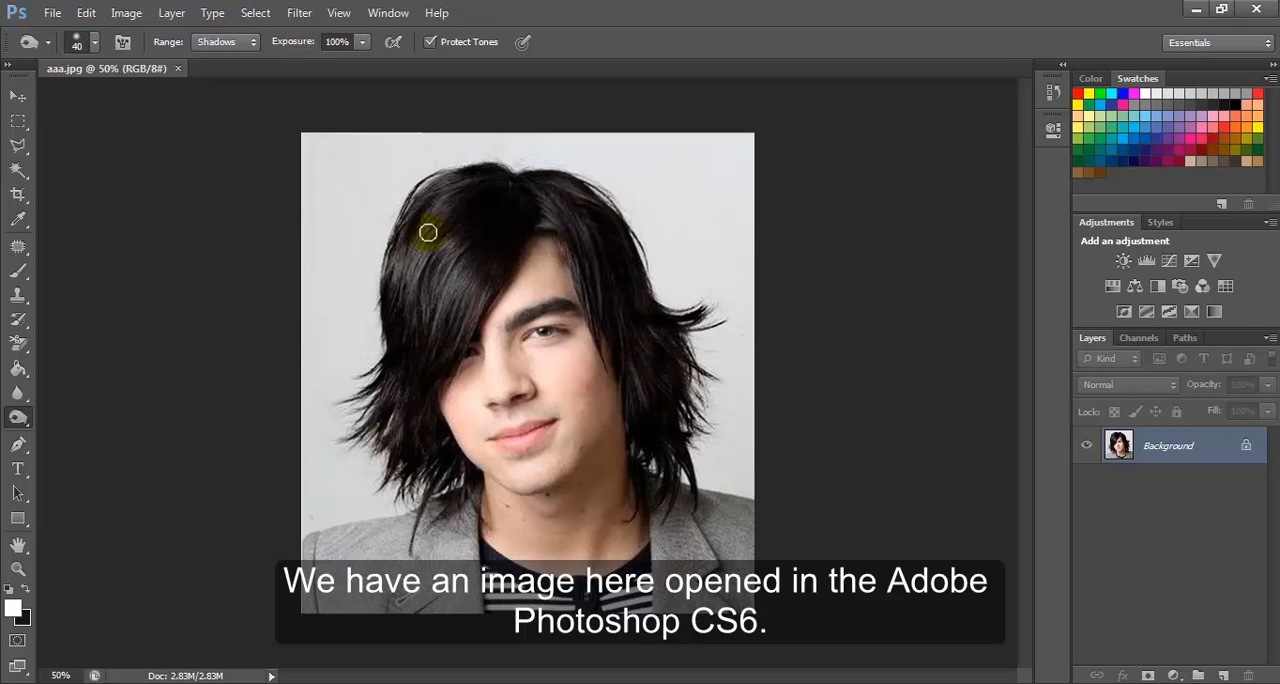 Ps File Edit Image Layer Type Select Filter View Window Help
40 Range: Shadows Exposure: 100% Protect Tones Essentials
aaa.jpg @ 50% (RGB/8#) ×
Color Swatches
Adjustments Styles
Add an adjustment
Layers Channels Paths
Kind T
Normal Opacity: 100%
Lock: Fill: 100%
Background
T
We have an image here opened in the Adobe
Photoshop CS6.
50% Doc: 2.83M/2.83M